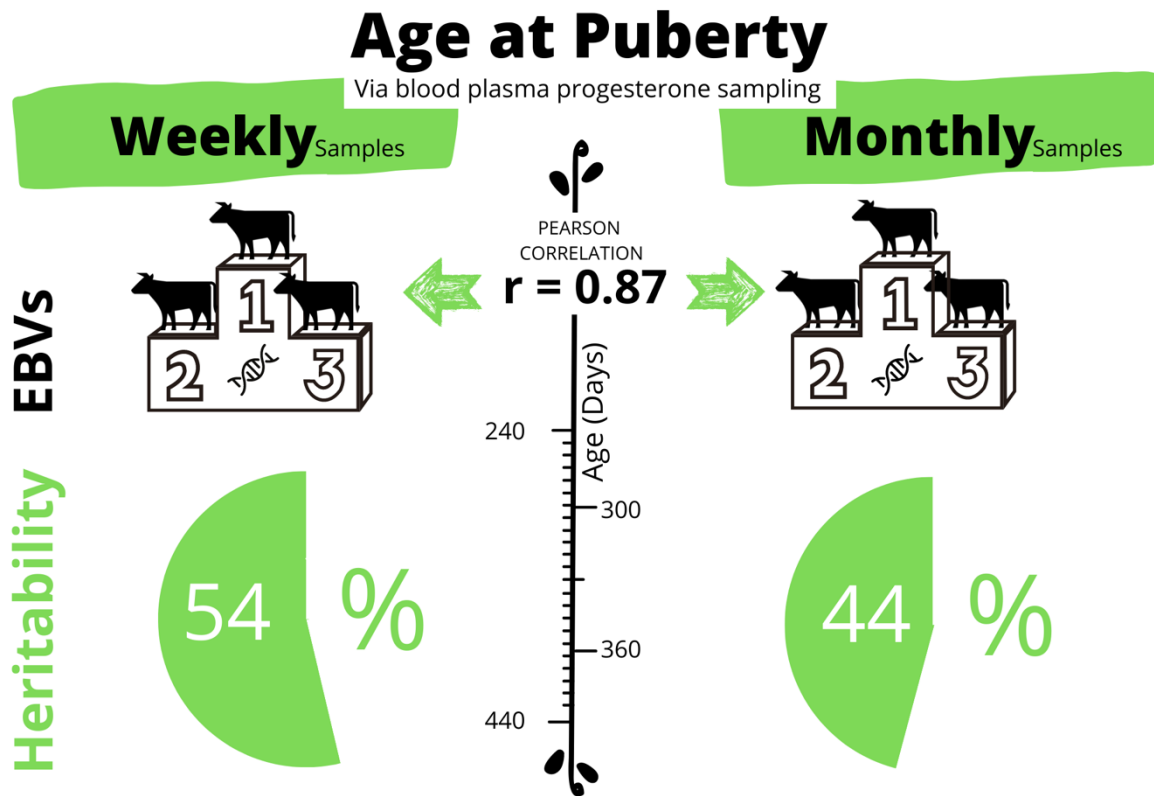 Age at Puberty
Via blood plasma progesterone sampling
Weekly Samples
Monthly Samples
PEARSON
CORRELATION
r = 0.87
EBVs
1
2 3
1
2 3
Age (Days)
240
300
360
440
Heritability
54 %
44 %